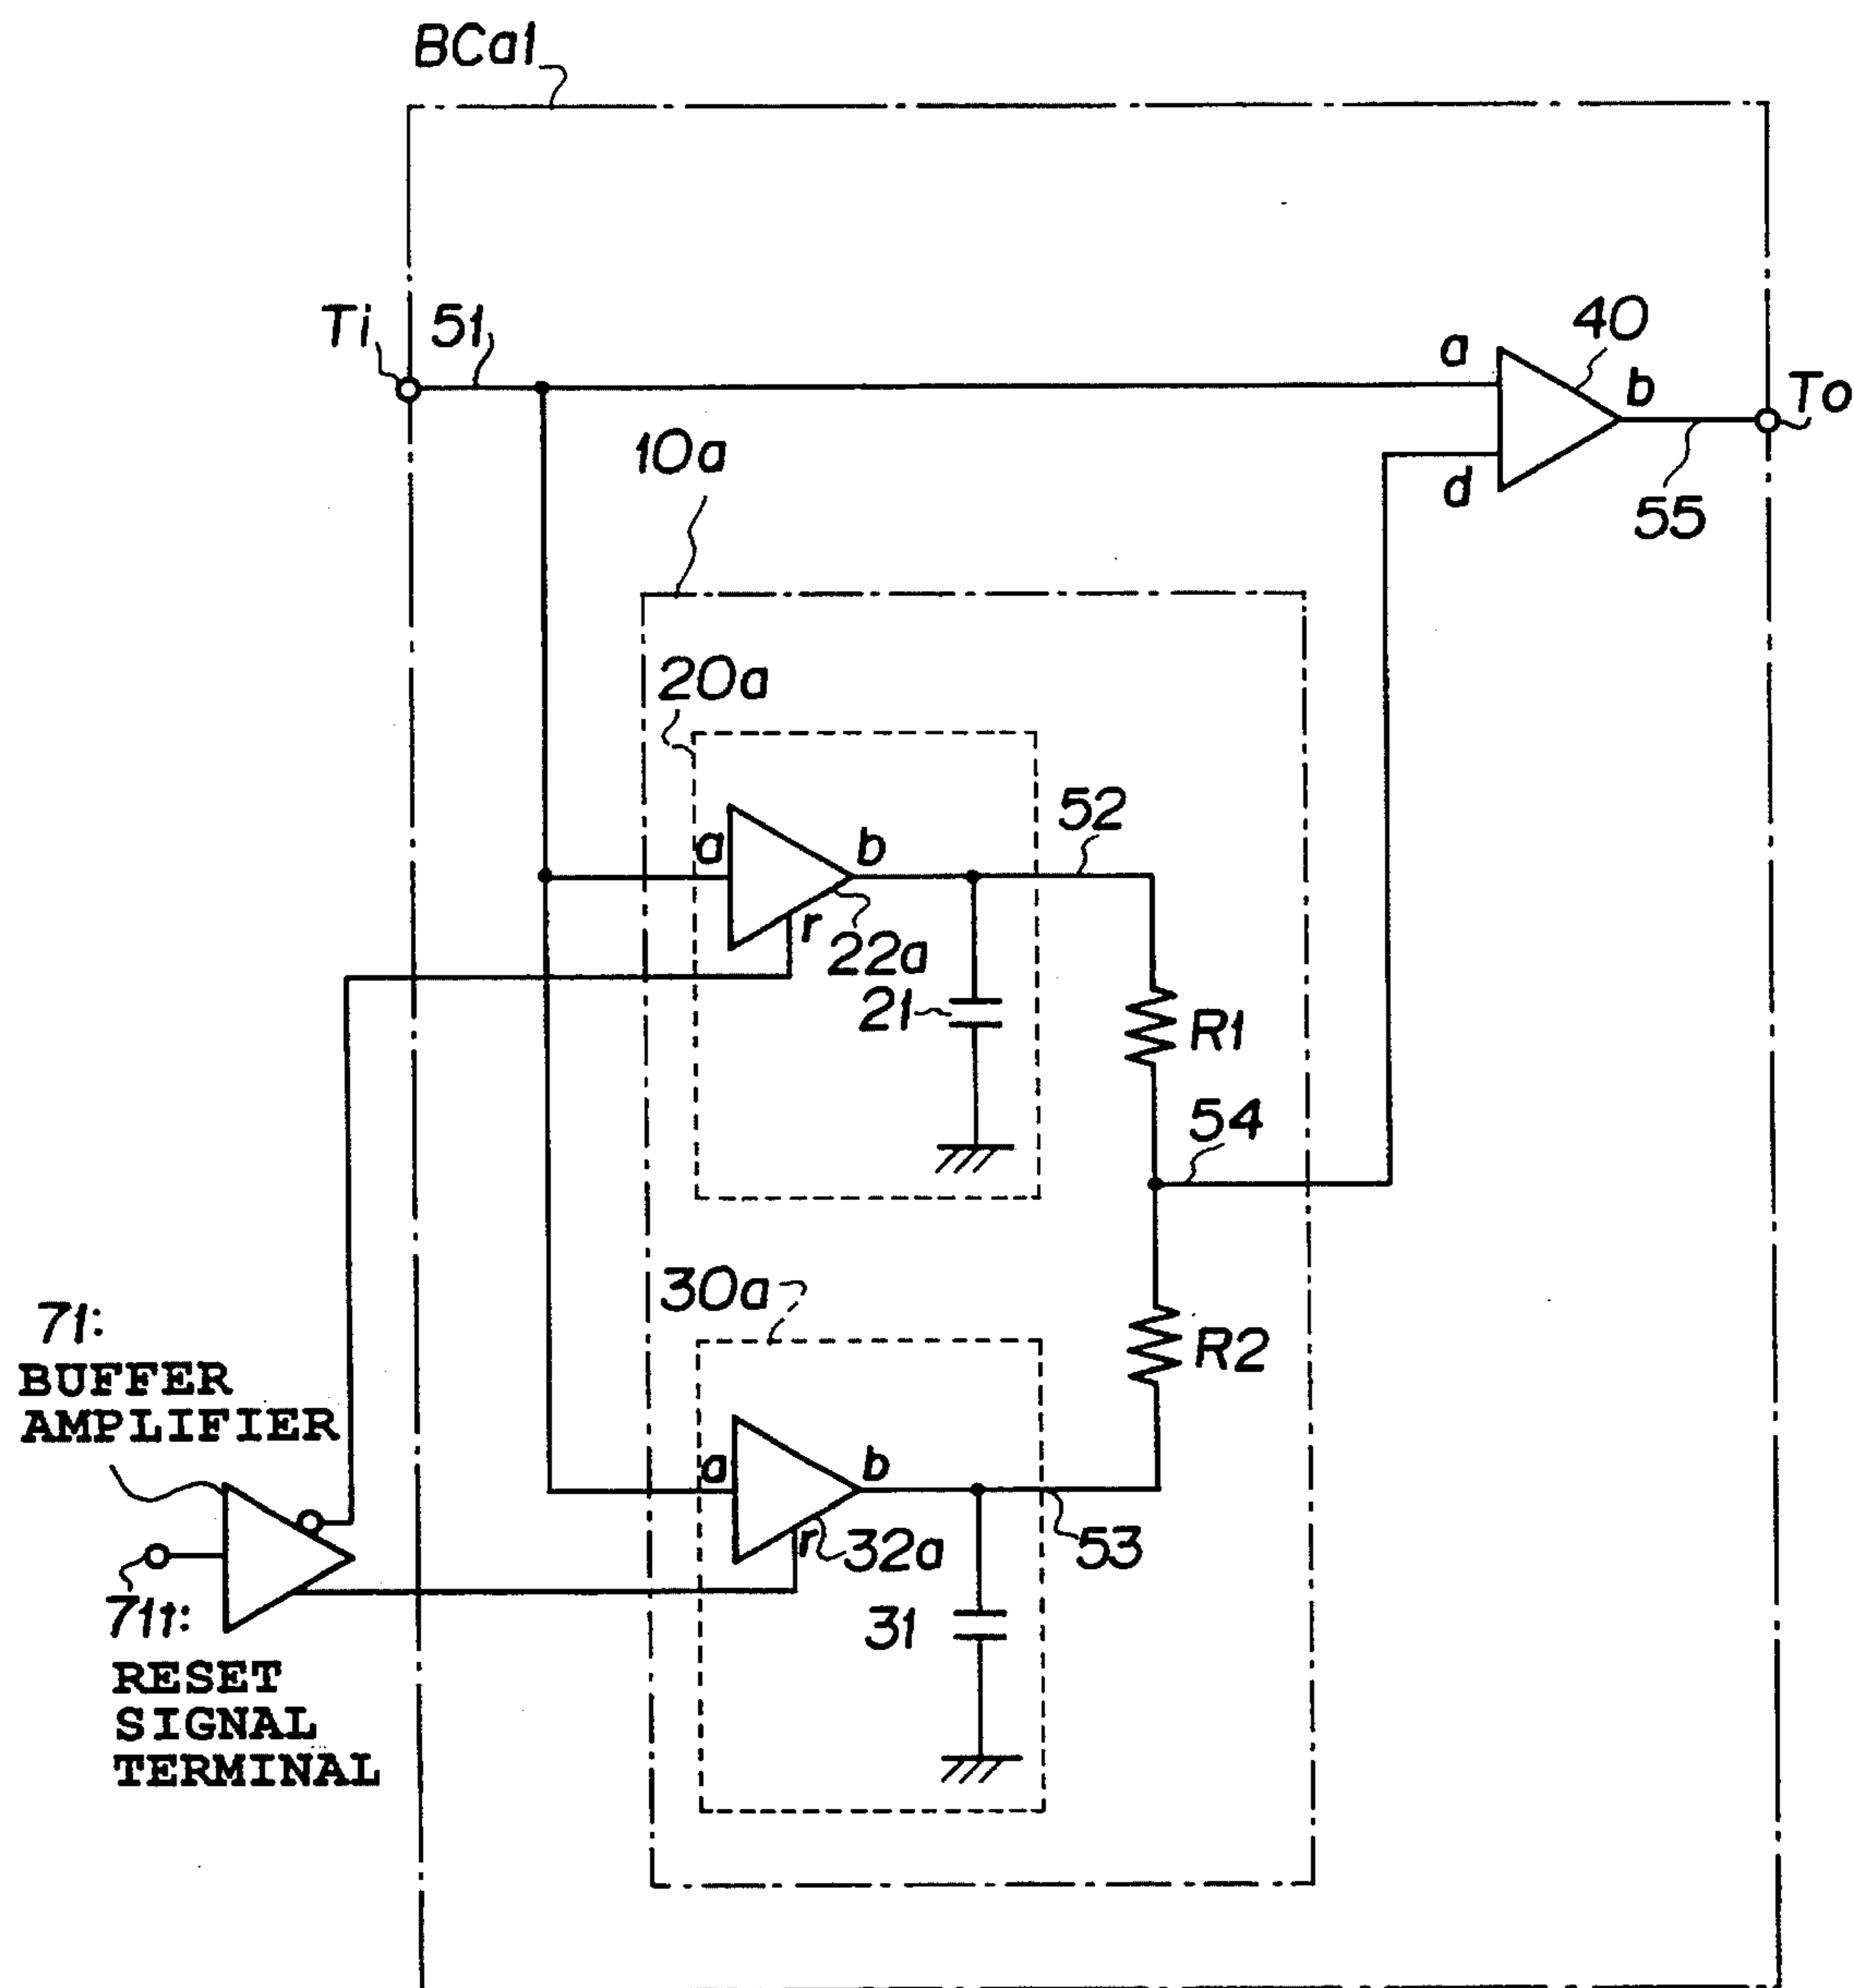 BCa1
Ti
51
a
40
b
To
10a
d
55
20a
52
a
b
r
22a
21
R1
54
30a
71:
BUFFER
AMPLIFIER
R2
a
b
r
32a
53
71t:
31
RESET
SIGNAL
TERMINAL